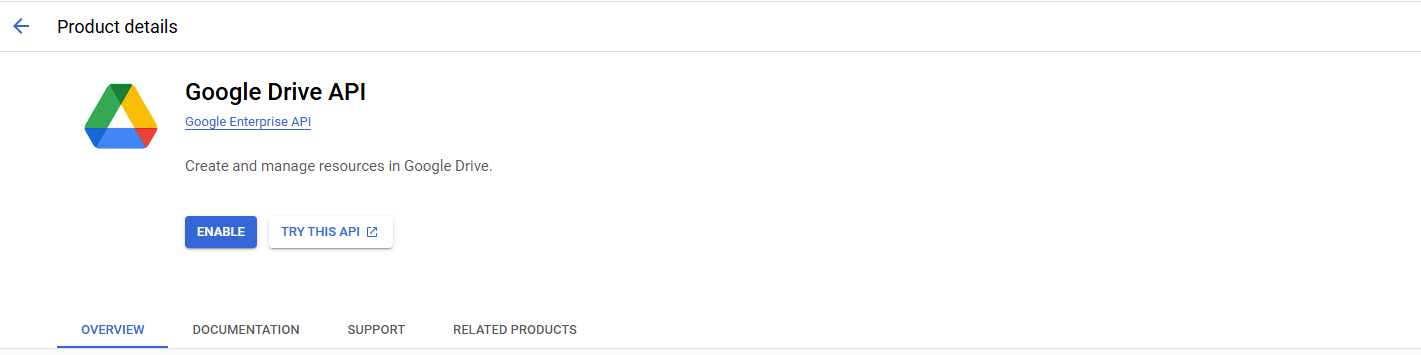 Product details
Google Drive API
Google Enterprise API
Create and manage resources in Google Drive.
ENABLE TRY THIS API
OVERVIEW DOCUMENTATION SUPPORT RELATED PRODUCTS